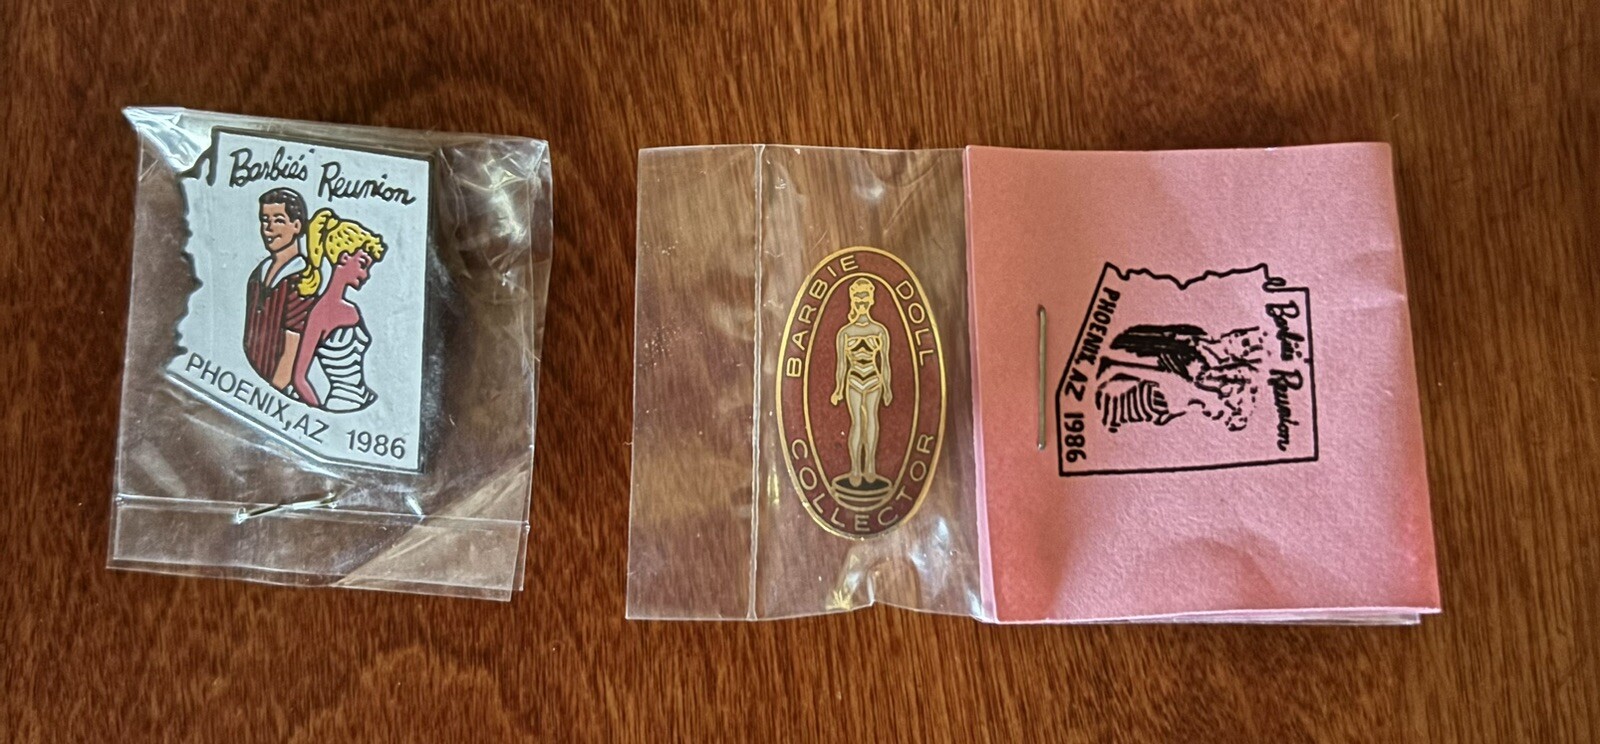 Barbie's Reunion
PHOENIX, AZ 1986
BARBIE DOLL
COLLECTOR
Barbie's Reunion
PHOENIX, AZ 1986